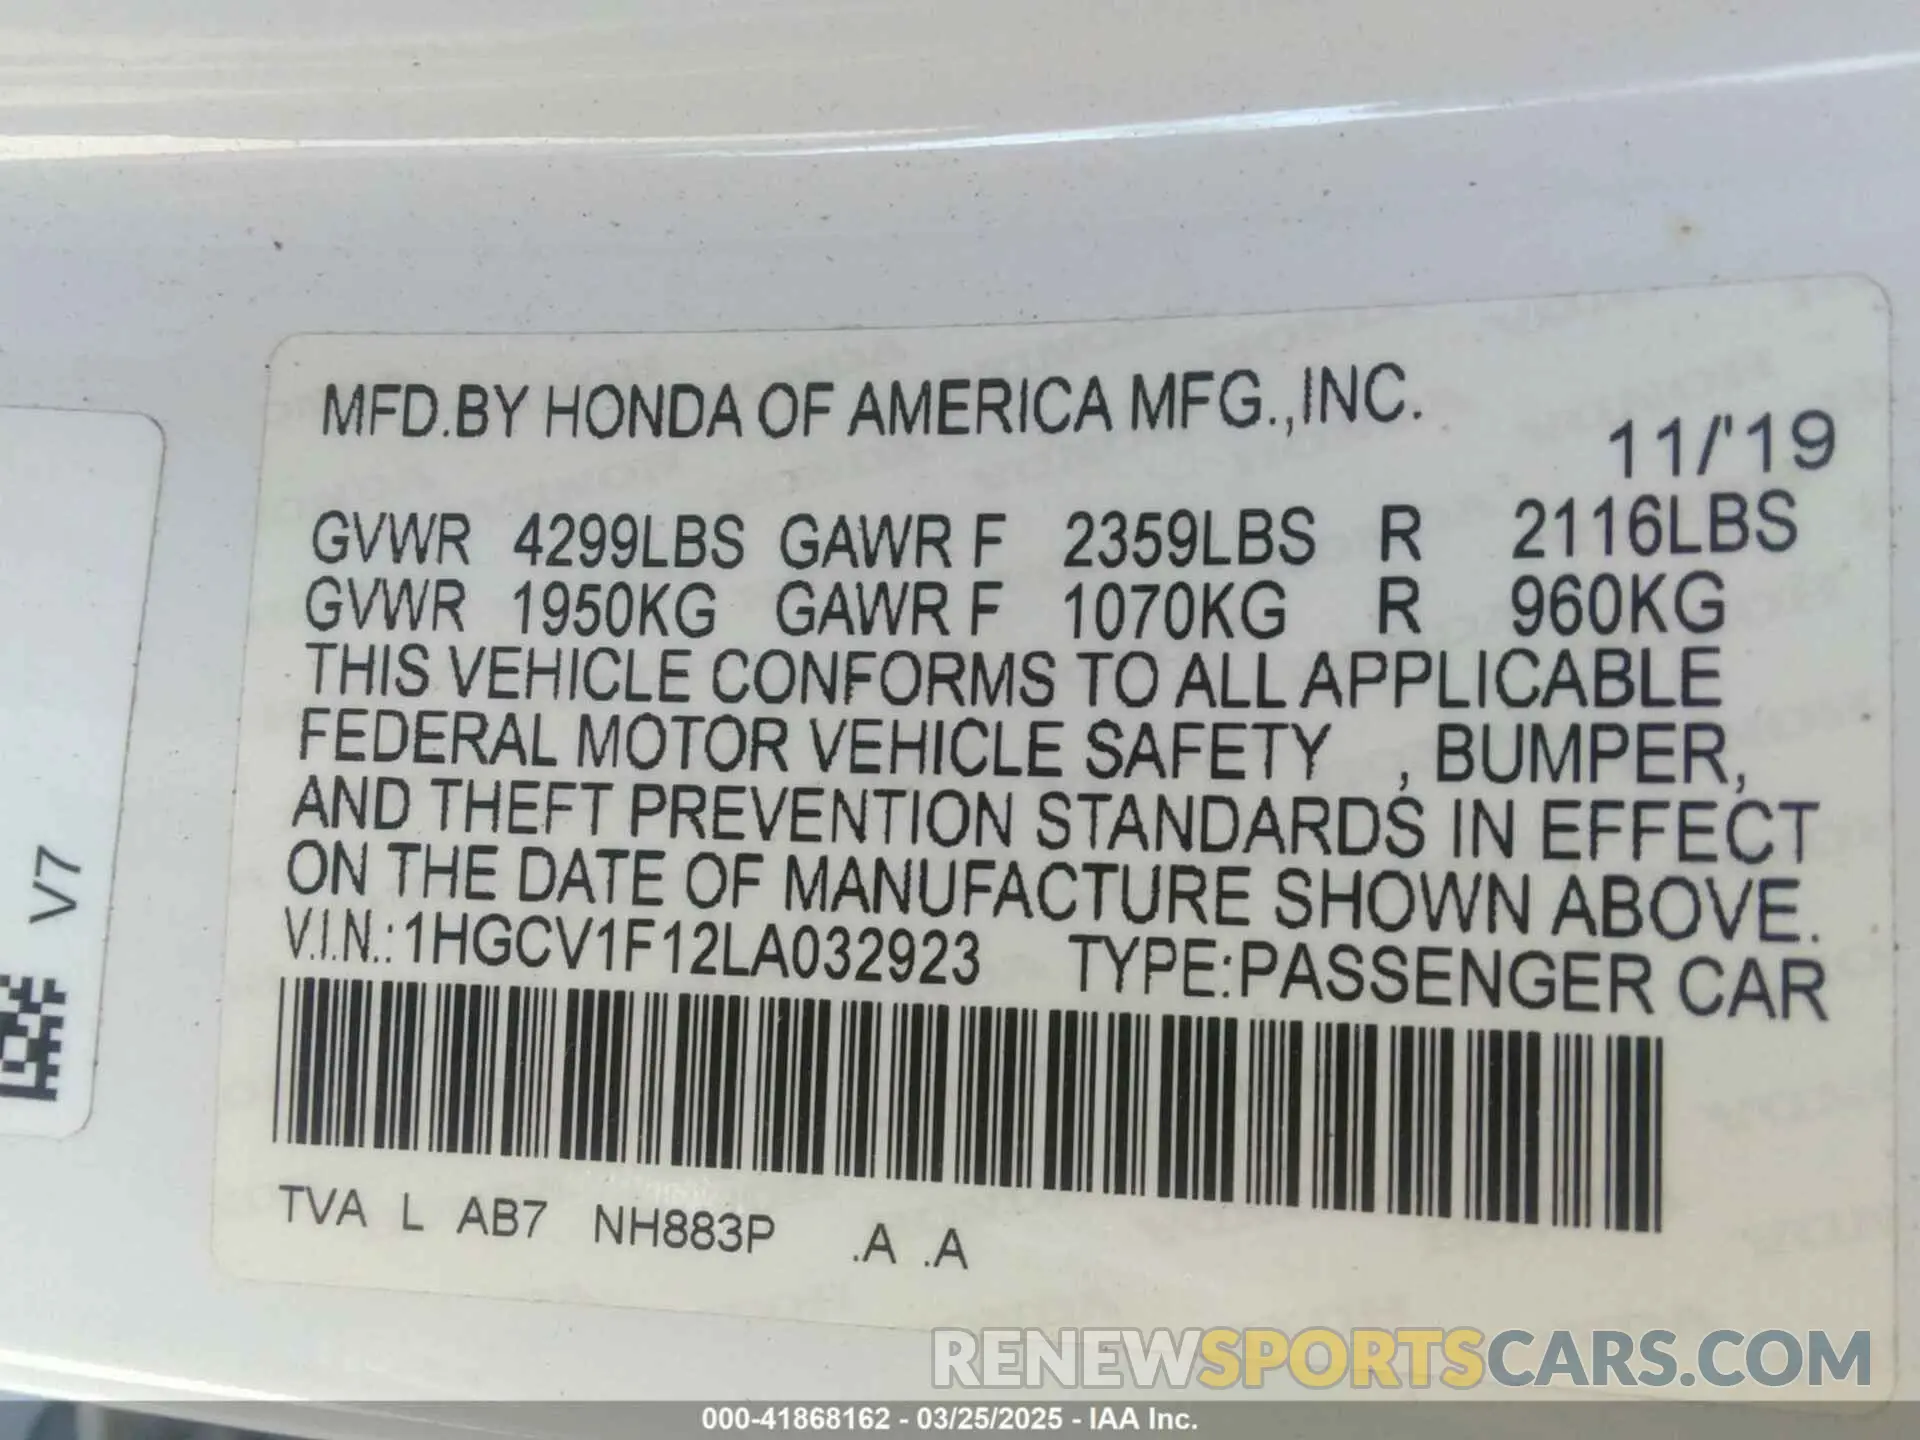 MFD.BY HONDA OF AMERICA MFG.,INC.
11/'19
GVWR 4299LBS GAWR F 2359LBS R 2116LBS
GVWR 1950KG GAWR F 1070KG R 960KG
THIS VEHICLE CONFORMS TO ALL APPLICABLE
FEDERAL MOTOR VEHICLE SAFETY , BUMPER,
AND THEFT PREVENTION STANDARDS IN EFFECT
ON THE DATE OF MANUFACTURE SHOWN ABOVE.
V.I.N.:1HGCV1F12LA032923 TYPE:PASSENGER CAR
TVA L AB7 NH883P .A .A
V7
RENEWSPORTSCARS.COM
000-41868162 - 03/25/2025 - IAA Inc.